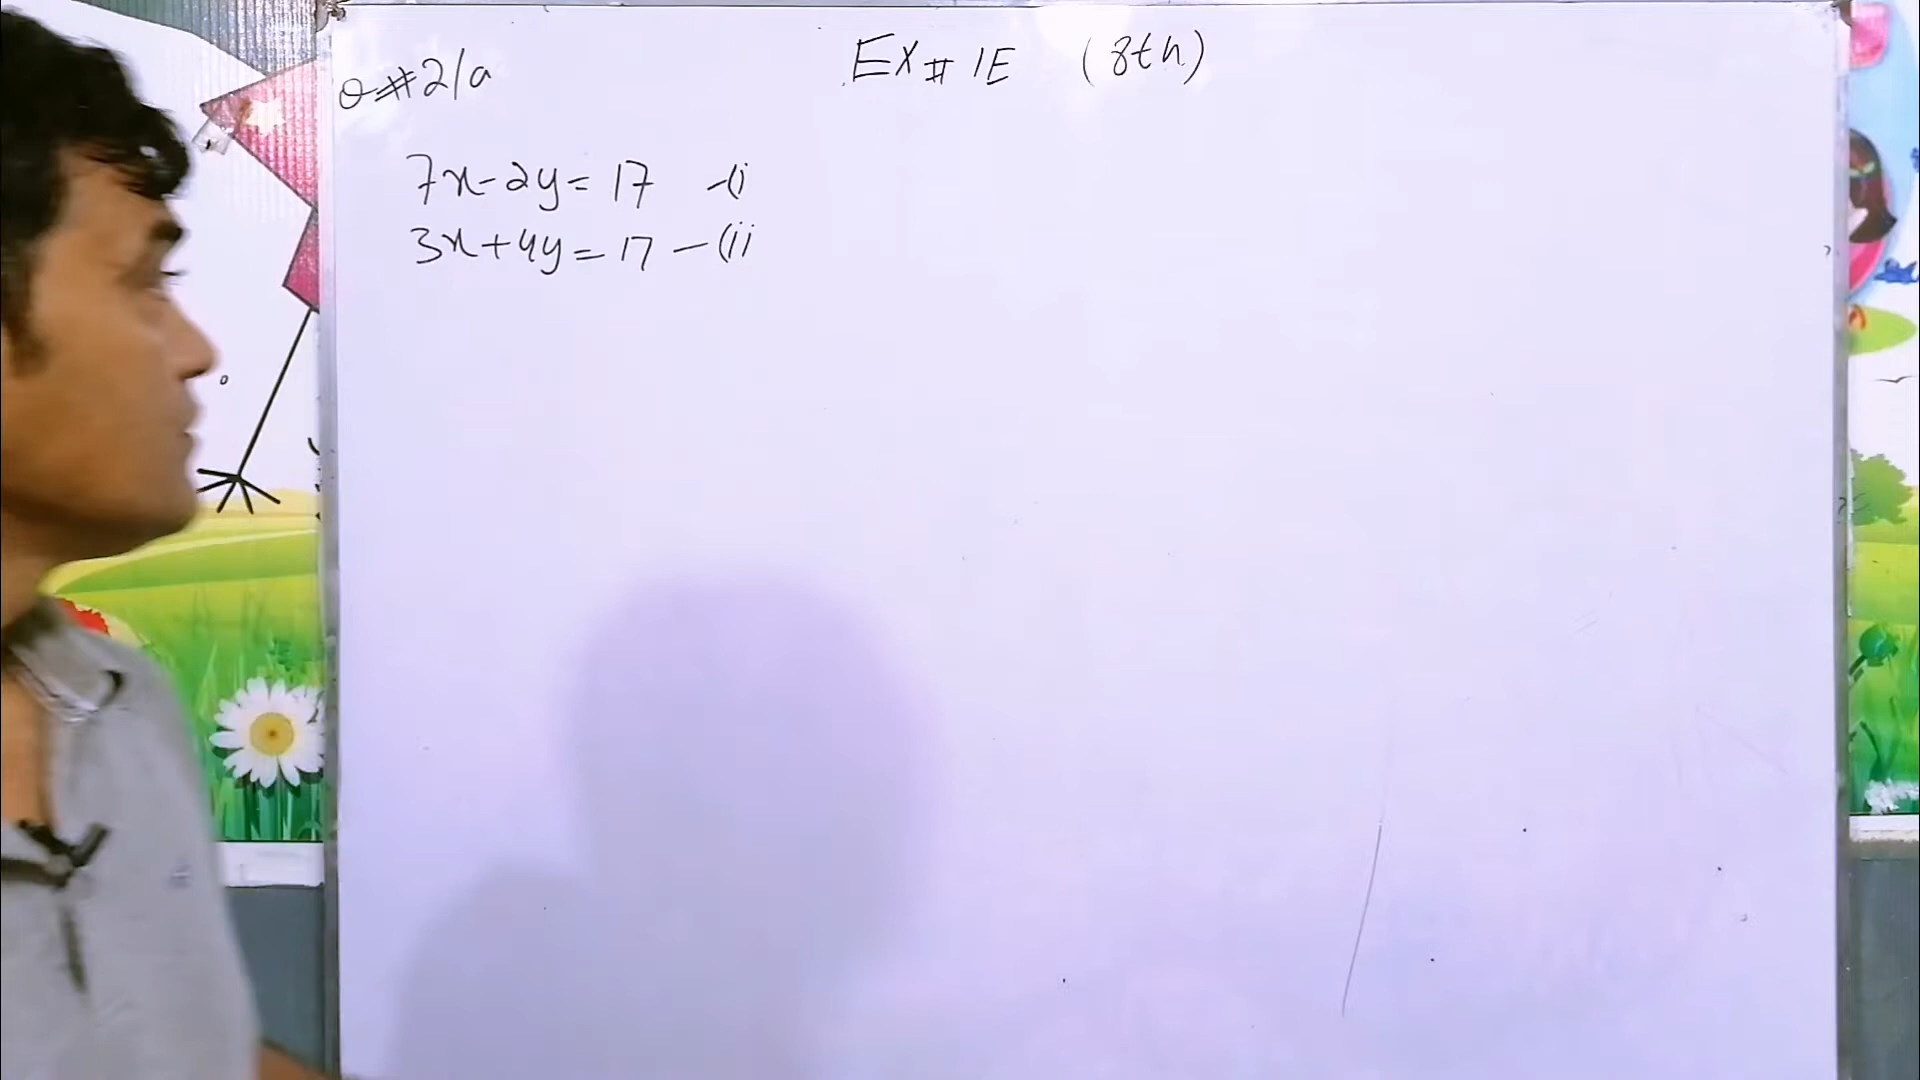 Q#2/a
EX# 1E (8th)
7x-2y= 17 -(i
3x+4y= 17 -(ii